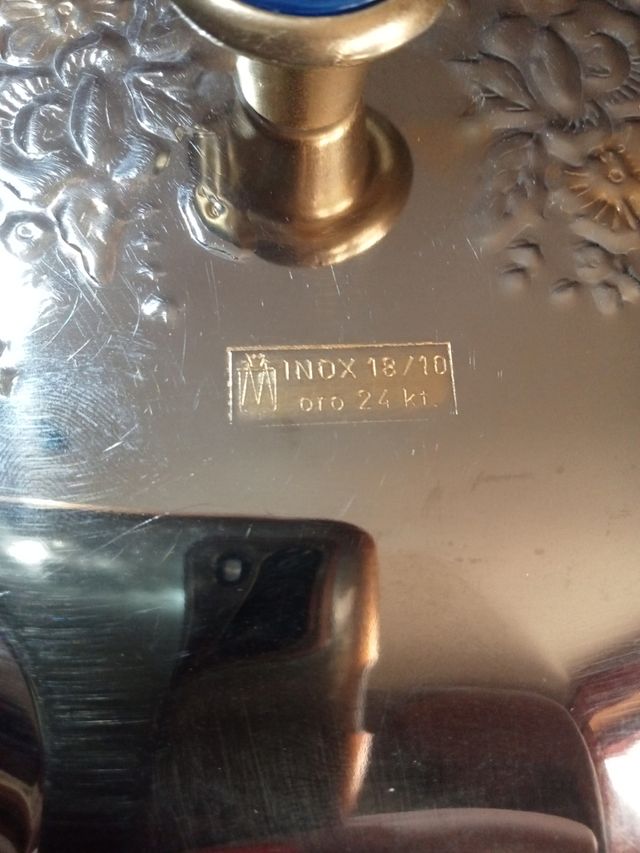 INOX 18/10
oro 24 kt.